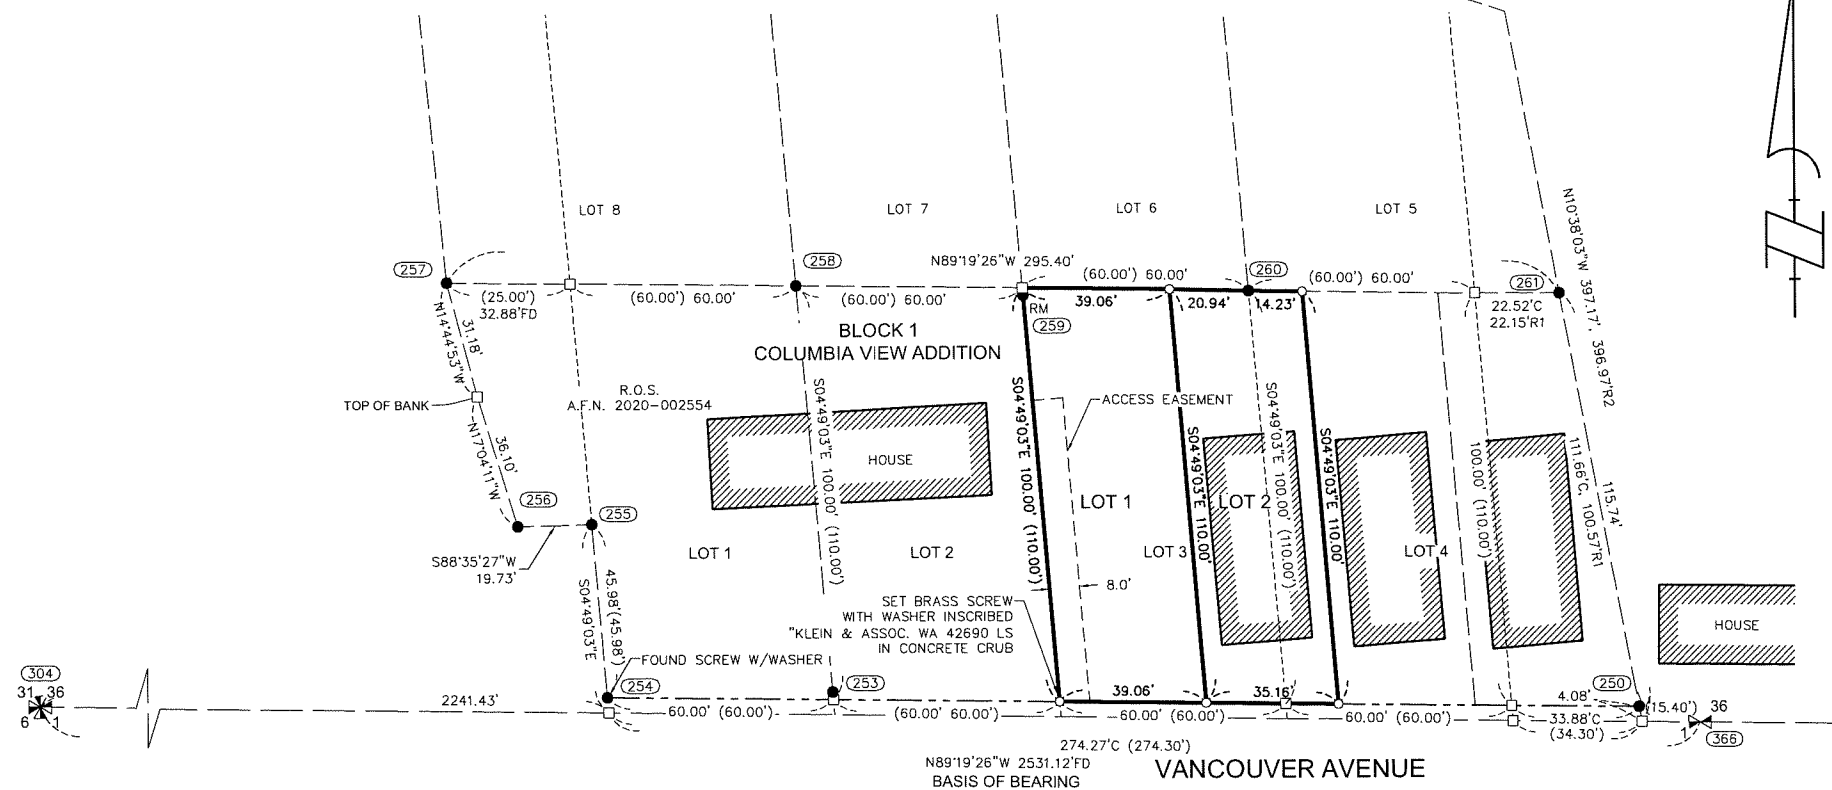 LOT 8
LOT 7
LOT 6
LOT 5
N10°38'03"W 397.17', 396.97'R2
257
258
N89°19'26"W 295.40'
(60.00') 60.00'
260
(60.00') 60.00'
261
(25.00')
32.88'FD
(60.00') 60.00'
(60.00') 60.00'
39.06'
20.94'
14.23'
22.52'C
22.15'R1
RM
259
31.18'
N14°44'53"W
BLOCK 1
COLUMBIA VIEW ADDITION
TOP OF BANK
R.O.S.
A.F.N. 2020-002554
ACCESS EASEMENT
S04°49'03"E 100.00' (110.00')
S04°49'03"E 100.00' (110.00')
S04°49'03"E 110.00'
S04°49'03"E 100.00' (110.00')
S04°49'03"E 110.00'
100.00' (110.00')
111.66'C, 100.57'R1
115.74'
36.10'
N17°04'11"W
HOUSE
256
255
LOT 1
LOT 2
S88°35'27"W
19.73'
LOT 1
LOT 2
LOT 3
LOT 4
45.98'(45.98')
S04°49'03"E
8.0'
SET BRASS SCREW
WITH WASHER INSCRIBED
"KLEIN & ASSOC. WA 42690 LS
IN CONCRETE CRUB
HOUSE
FOUND SCREW W/WASHER
304
31 36
6 1
254
253
250
2241.43'
39.06'
35.16'
4.08'
60.00' (60.00')
(60.00' 60.00')
60.00' (60.00')
60.00' (60.00')
33.88'C
(34.30')
(15.40')
36
1
366
274.27'C (274.30')
N89°19'26"W 2531.12'FD
BASIS OF BEARING
VANCOUVER AVENUE